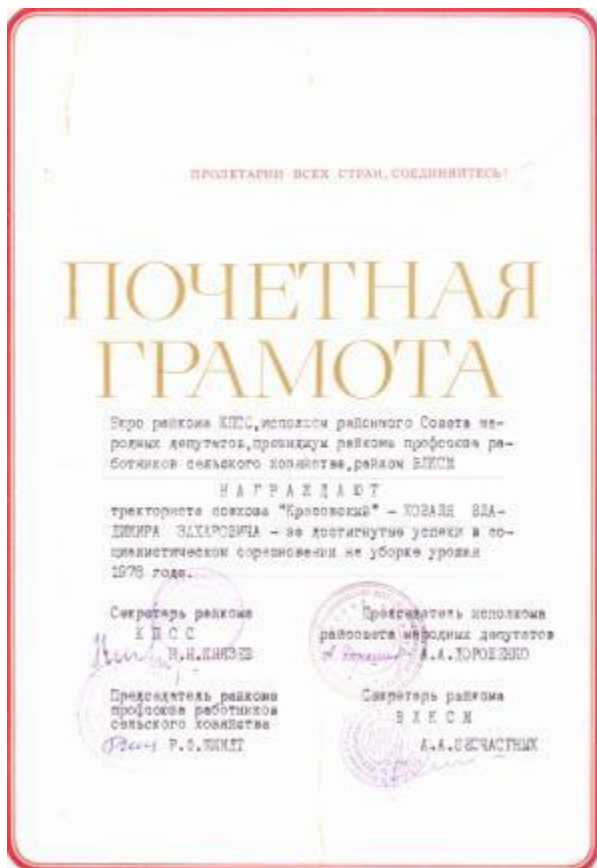 ПРОЛЕТАРИИ ВСЕХ СТРАН, СОЕДИНЯЙТЕСЬ!
ПОЧЕТНАЯ
ГРАМОТА
Бюро райкома КПСС, исполком районного Совета на-
родных депутатов, президиум райкома профсоюза ра-
ботников сельского хозяйства, райком ВЛКСМ
НАГРАЖДАЮТ
тракториста совхоза - КОВАЛЯ ВЛА-
ДИМИРА ЗАХАРОВИЧА - за достигнутые успехи в со-
циалистическом соревновании на уборке урожая
1978 года.
Секретарь райкома
КПСС
Н.Н.КНЯЗЕВ
Председатель исполкома
райсовета народных депутатов
А.А.
Председатель райкома
профсоюза работников
сельского хозяйства
Секретарь райкома
ВЛКСМ
А.А.БЕСЧАСТНЫХ